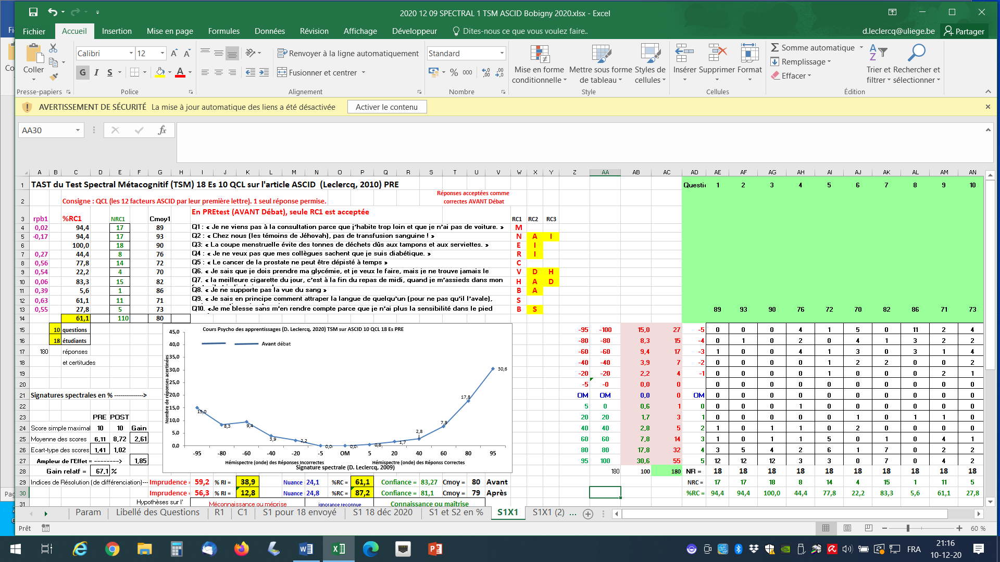 2020 12 09 SPECTRAL 1 TSM ASCID Bobigny 2020.xlsx - Excel
Fichier Accueil Insertion Mise en page Formules Données Révision Affichage Développeur Dites-nous ce que vous voulez faire.. d.leclercq@uliege.be Partager
Calibri 12 Renvoyer à la ligne automatiquement Standard Somme automatique
Coller Mise en forme conditionnelle Mettre sous forme de tableau Styles de cellules Insérer Supprimer Format Remplissage Trier et filtrer Rechercher et sélectionner
G I S A Fusionner et centrer % 000 Effacer
Presse-papiers Police Alignement Nombre Style Cellules Édition
AVERTISSEMENT DE SÉCURITÉ La mise à jour automatique des liens a été désactivée Activer le contenu
AA30 fx
A B C D E F G H I J K L M N O P Q R S T U V W X Y Z AA AB AC AD AE AF AG AH AI AJ AK AL AM AN
1 TAST du Test Spectral Métacognitif (TSM) 18 Es 10 QCL sur l'article ASCID (Leclercq, 2010) PRE 1 2 3 4 5 6 7 8 9 10
2 Consigne : QCL (les 12 facteurs ASCID par leur première lettre). 1 seul réponse permise. Réponses acceptées comme correctes AVANT Débat
En PREtest (AVANT Débat), seule RC1 est acceptée
3 rpb1 %RC1 NRC1 Cmoy1 RC1 RC2 RC3
4 0,02 94,4 17 89 Q1 : « Je ne viens pas à la consultation parce que j'habite trop loin et que je n'ai pas de voiture. » M
5 -0,17 94,4 17 93 Q2 : « Chez nous (les témoins de Jéhovah), pas de transfusion sanguine ! » N A I
6 100,0 18 90 Q3: « La coupe menstruelle évite des tonnes de déchets dûs aux tampons et aux serviettes. » E I
7 0,27 44,4 8 76 Q4 : « Je ne veux pas que mes collègues sachent que je suis diabétique. » R I
8 0,56 77,8 14 72 Q5 : « Le cancer de la prostate ne peut être dépisté à temps » C
9 0,54 22,2 4 70 Q6. « Je sais que je dois prendre ma glycémie, et je veux le faire, mais je ne trouve jamais le V D H
10 0,06 83,3 15 82 Q7. « la meilleure cigarette du jour, c'est à la fin du repas de midi, quand je m'assieds dans mon H A D
11 0,39 5,6 1 86 Q8. « Je ne supporte pas la vue du sang » B A
12 0,63 61,1 11 71 Q9. « Je sais en principe comment attraper la langue de quelqu'un (pour ne pas qu'il l'avale), S
13 0,55 27,8 5 73 Q10. «Je me blesse sans m'en rendre compte parce que je n'ai plus la sensibilité dans le pied B S 89 93 90 76 72 70 82 86 71 73
14 61,1 110 80
15 10 questions -95 -100 15,0 27 -5 0 0 0 4 1 5 0 11 2 4
16 18 étudiants -80 -80 8,3 15 -4 0 1 0 2 0 4 1 3 2 2
17 180 réponses -60 -60 9,4 17 -3 1 0 0 4 1 3 0 3 1 4
18 et certitudes -40 -40 3,9 7 -2 0 0 0 0 1 2 2 0 0 2
19 -20 -20 2,2 4 -1 0 0 0 0 1 0 0 0 2 1
20 -5 -0 0,0 0 0 0 0 0 0 0 0 0 0 0
21 Signatures spectrales en % --------------> OM OM 0,0 0 OM 0 0 0 0 0 0 0 0 0 0
22 5 0 0,6 1 0 0 0 0 1 0 0 0 0 0 0
23 PRE POST 20 20 1,7 3 1 0 0 0 0 0 1 0 1 1 0
24 Score simple maximal 10 10 Gain 40 40 2,8 5 2 1 0 1 1 0 2 0 0 0 0
25 Moyenne des scores 6,11 8,72 2,61 60 60 7,8 14 3 1 0 1 1 5 0 1 0 4 1
26 Ecart-type des scores 1,41 1,02 80 80 17,8 32 4 3 5 4 2 6 1 7 0 2 2
27 Ampleur de l'Effet = --------> 1,85 95 100 30,6 55 5 12 12 12 3 3 0 7 0 4 2
28 Gain relatf = 67,1 % 180 100 180 NR = 18 18 18 18 18 18 18 18 18 18
Cours Psycho des apprentissages (D. Leclercq, 2020) TSM sur ASCID 10 QCL 18 Es PRE
Avant débat
Nombre de réponses acertinées
45,0
40,0
35,0
30,0
25,0
20,0
15,0
10,0
5,0
0,0
15,0 8,3 9,4 3,9 2,2 0,0 0,0 0,6 1,7 2,8 7,8 17,8 30,6
-95 -80 -60 -40 -20 -5 OM 5 20 40 60 80 95
Hémispectre (onde) des Réponses Incorrectes Hémispectre (onde) des Réponss Correctes
Signature spectrale (D. Leclercq, 2009)
29 Indices de Résolution (de différenciation)--- Imprudence = 59,2 % RI = 38,9 Nuance 24,1 %RC = 61,1 Confiance = 83,27 Cmoy = 80 Avant NRC = 17 17 18 8 14 4 15 1 11 5
30 Imprudence = 56,3 % RI = 12,8 Nuance 24,8 %RC = 87,2 Confiance = 81,1 Cmoy = 79 Après %RC = 94,4 94,4 100,0 44,4 77,8 22,2 83,3 5,6 61,1 27,8
31 Hypothèses sur l' Méconnaissance ou méprise ignorance reconnue Connaissance ou maîtrise
Param Libellé des Questions R1 C1 S1 pour 18 envoyé S1 18 déc 2020 S1 et S2 en % S1X1 S1X1 (2) ...
Prêt 60 %
FRA 21:16
10-12-20